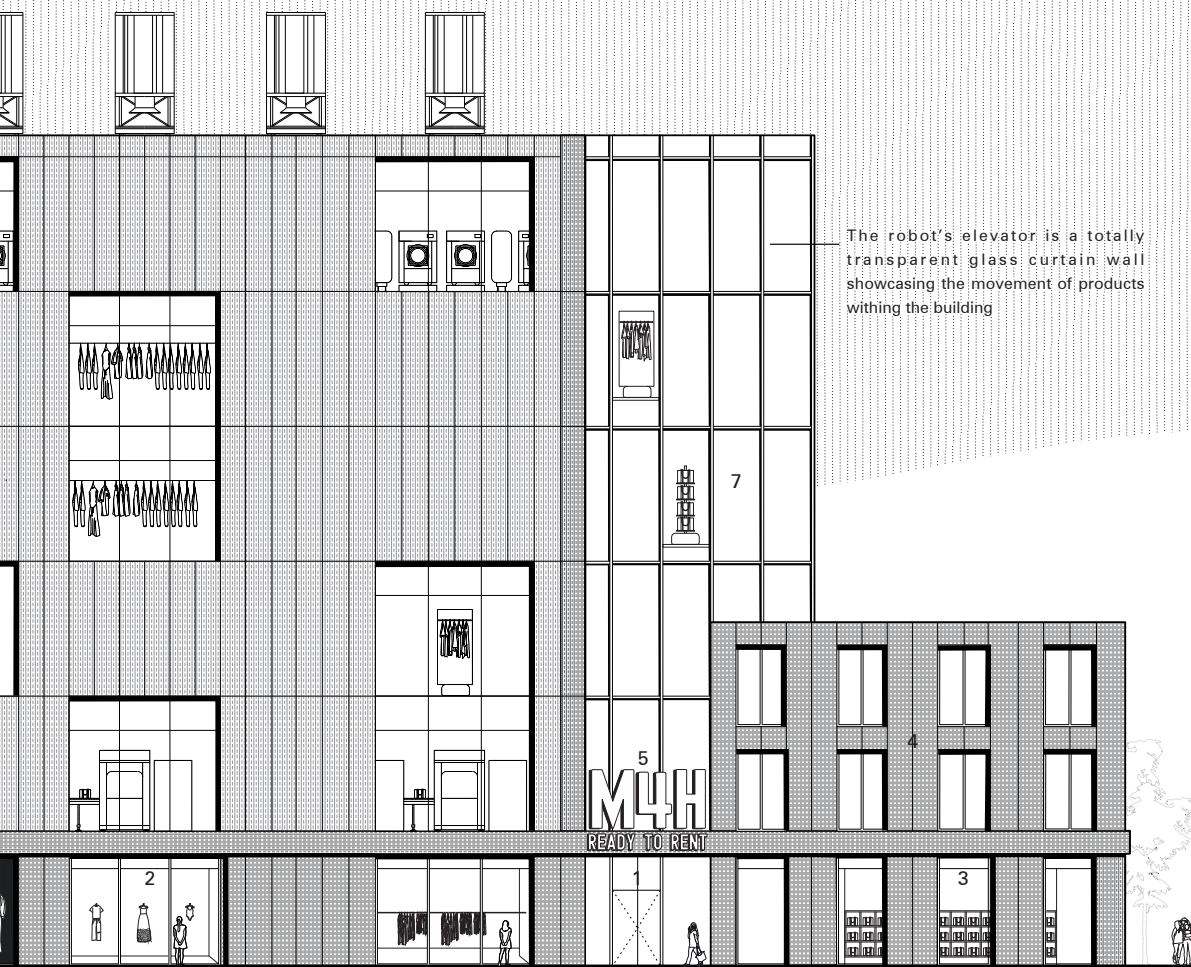 The robot's elevator is a totally
transparent glass curtain wall
showcasing the movement of products
withing the building
7
4
5
M4H
READY TO RENT
2
1
3